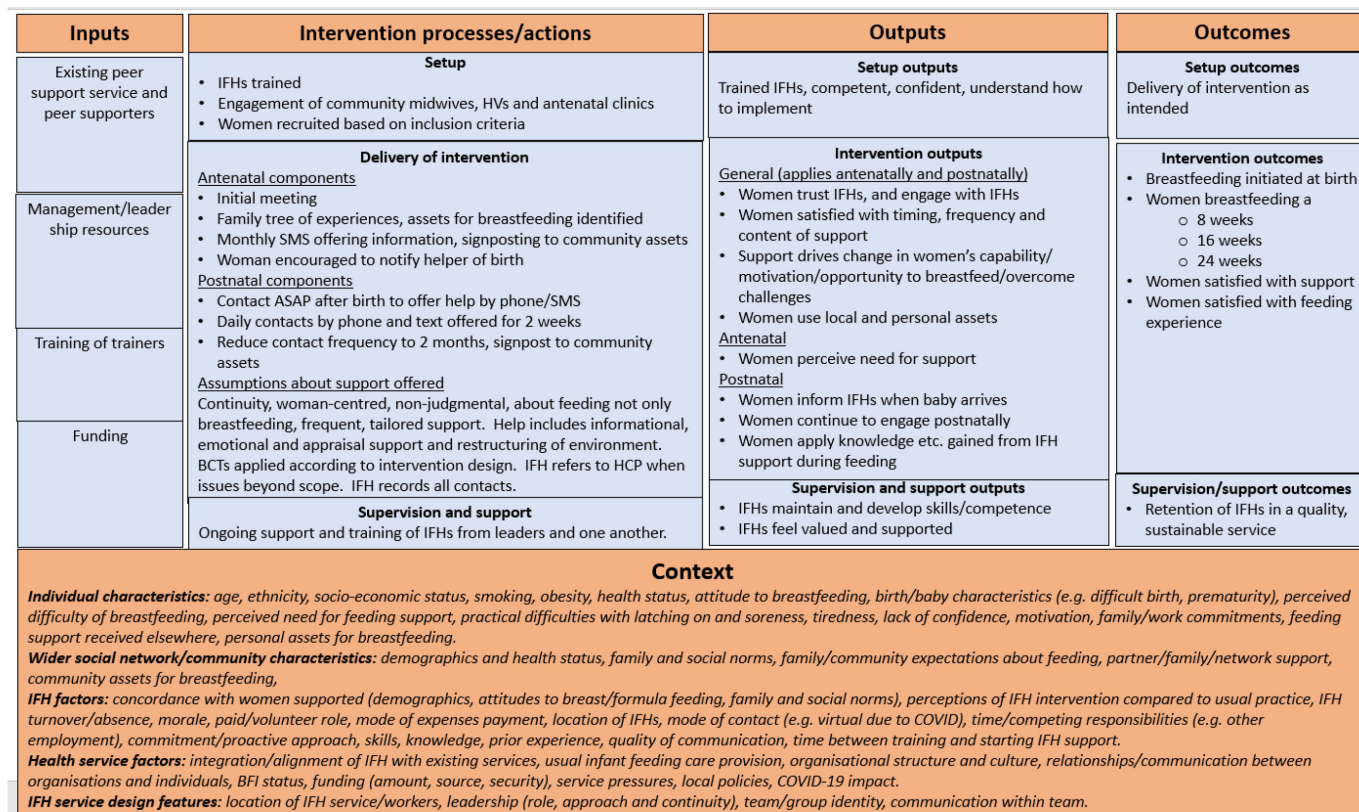 Inputs
Existing peer
support service and
peer supporters
Management/leader
ship resources
Training of trainers
Funding
Intervention processes/actions
Setup
• IFHs trained
• Engagement of community midwives, HVs and antenatal clinics
• Women recruited based on inclusion criteria
Delivery of intervention
Antenatal components
• Initial meeting
• Family tree of experiences, assets for breastfeeding identified
• Monthly SMS offering information, signposting to community assets
• Woman encouraged to notify helper of birth
Postnatal components
• Contact ASAP after birth to offer help by phone/SMS
• Daily contacts by phone and text offered for 2 weeks
• Reduce contact frequency to 2 months, signpost to community
assets
Assumptions about support offered
Continuity, woman-centred, non-judgmental, about feeding not only
breastfeeding, frequent, tailored support. Help includes informational,
emotional and appraisal support and restructuring of environment.
BCTs applied according to intervention design. IFH refers to HCP when
issues beyond scope. IFH records all contacts.
Supervision and support
Ongoing support and training of IFHs from leaders and one another.
Outputs
Setup outputs
Trained IFHs, competent, confident, understand how
to implement
Intervention outputs
General (applies antenatally and postnatally)
• Women trust IFHs, and engage with IFHs
• Women satisfied with timing, frequency and
content of support
• Support drives change in women's capability/
motivation/opportunity to breastfeed/overcome
challenges
• Women use local and personal assets
Antenatal
• Women perceive need for support
Postnatal
• Women inform IFHs when baby arrives
• Women continue to engage postnatally
• Women apply knowledge etc. gained from IFH
support during feeding
Supervision and support outputs
• IFHs maintain and develop skills/competence
• IFHs feel valued and supported
Outcomes
Setup outcomes
Delivery of intervention as
intended
Intervention outcomes
• Breastfeeding initiated at birth
• Women breastfeeding a
o 8 weeks
o 16 weeks
o 24 weeks
• Women satisfied with support
• Women satisfied with feeding
experience
Supervision/support outcomes
• Retention of IFHs in a quality,
sustainable service
Context
Individual characteristics: age, ethnicity, socio-economic status, smoking, obesity, health status, attitude to breastfeeding, birth/baby characteristics (e.g. difficult birth, prematurity), perceived
difficulty of breastfeeding, perceived need for feeding support, practical difficulties with latching on and soreness, tiredness, lack of confidence, motivation, family/work commitments, feeding
support received elsewhere, personal assets for breastfeeding.
Wider social network/community characteristics: demographics and health status, family and social norms, family/community expectations about feeding, partner/family/network support,
community assets for breastfeeding,
IFH factors: concordance with women supported (demographics, attitudes to breast/formula feeding, family and social norms), perceptions of IFH intervention compared to usual practice, IFH
turnover/absence, morale, paid/volunteer role, mode of expenses payment, location of IFHs, mode of contact (e.g. virtual due to COVID), time/competing responsibilities (e.g. other
employment), commitment/proactive approach, skills, knowledge, prior experience, quality of communication, time between training and starting IFH support.
Health service factors: integration/alignment of IFH with existing services, usual infant feeding care provision, organisational structure and culture, relationships/communication between
organisations and individuals, BFI status, funding (amount, source, security), service pressures, local policies, COVID-19 impact.
IFH service design features: location of IFH service/workers, leadership (role, approach and continuity), team/group identity, communication within team.